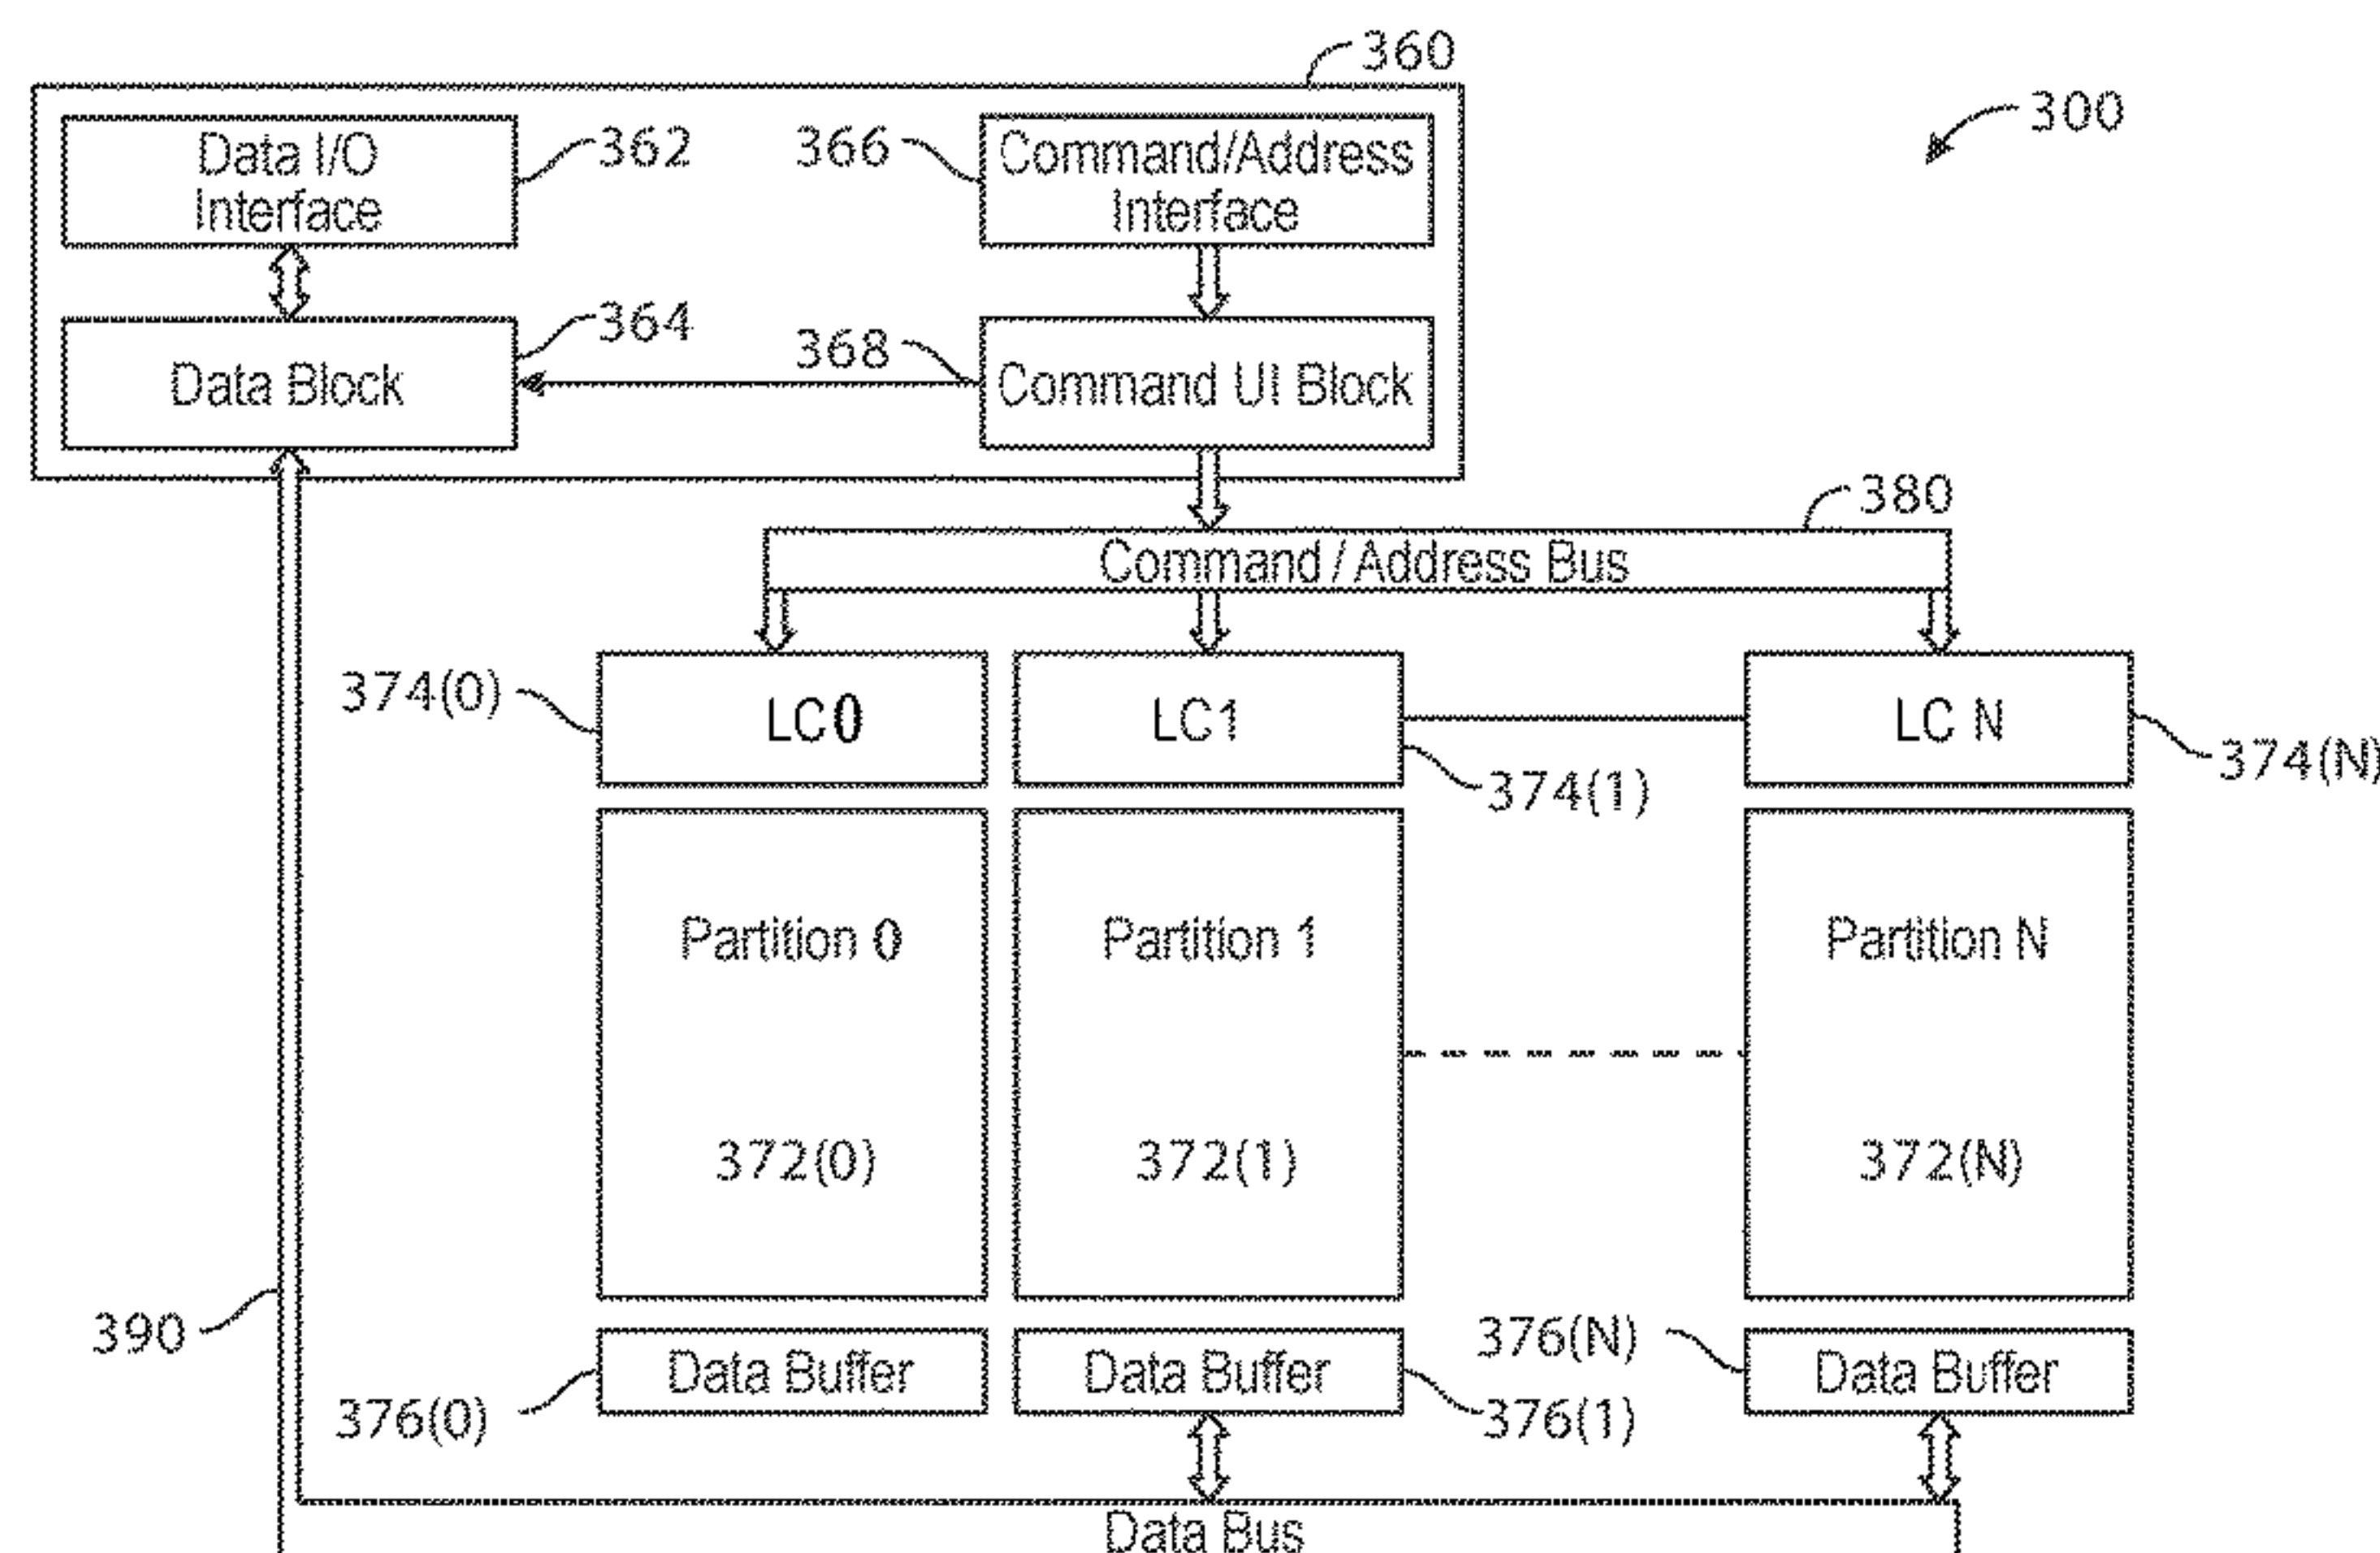 360
300
Data I/O
Interface
362
366
Command/Address
Interface
364
368
Data Block
Command UI Block
380
Command / Address Bus
374(0)
LC0
LC1
LC N
374(1)
374(N)
Partition 0
Partition 1
Partition N
372(0)
372(1)
372(N)
390
376(0)
Data Buffer
Data Buffer
376(1)
376(N)
Data Buffer
Data Bus